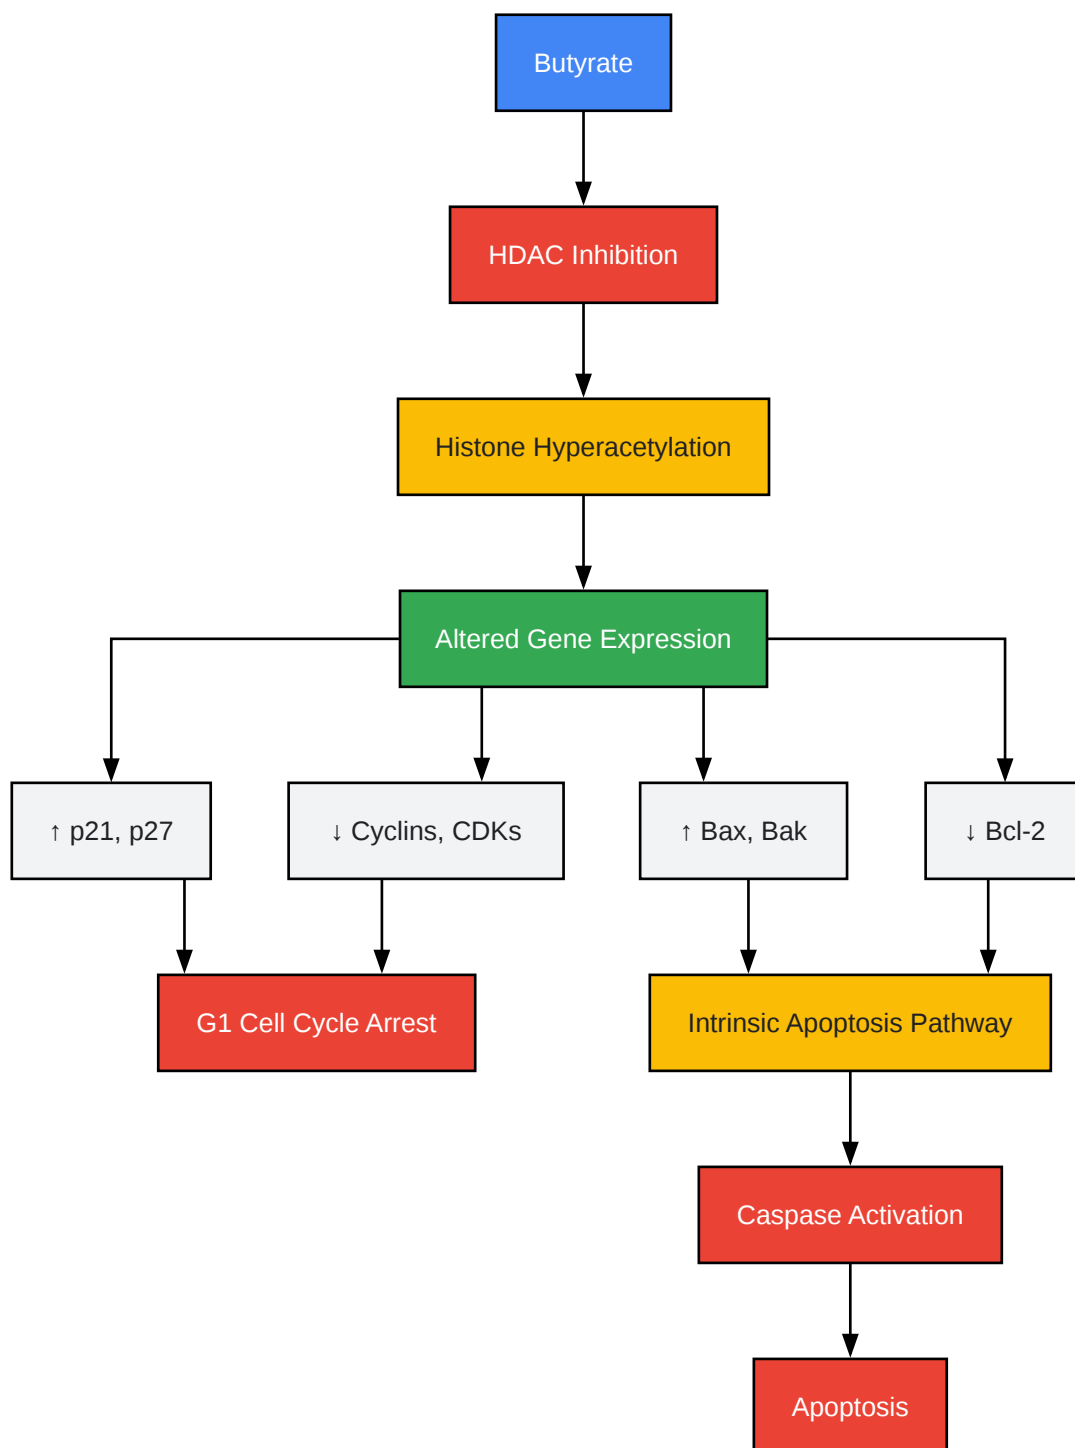 Butyrate
HDAC Inhibition
Histone Hyperacetylation
Altered Gene Expression
↑ p21, p27
↓ Cyclins, CDKs
↑ Bax, Bak
↓ Bcl-2
G1 Cell Cycle Arrest
Intrinsic Apoptosis Pathway
Caspase Activation
Apoptosis